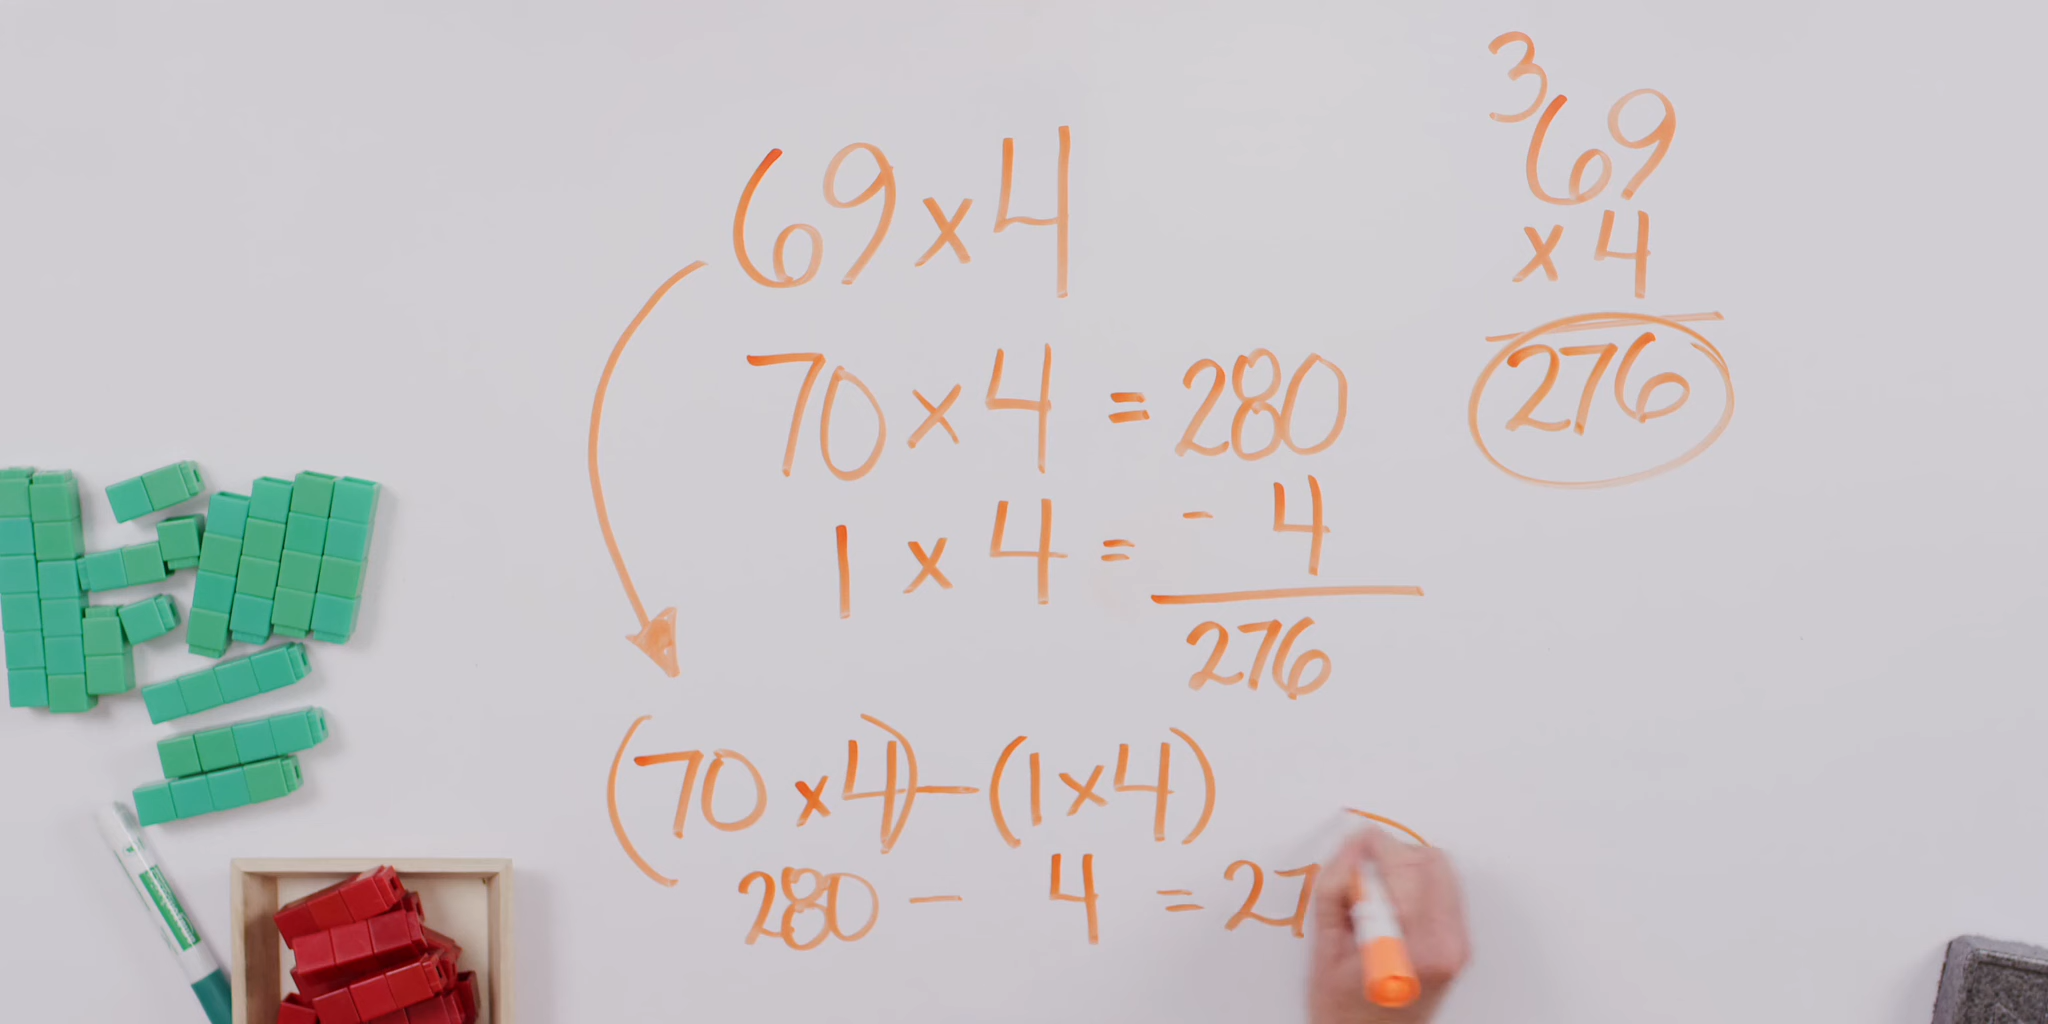 69 x 4
70 x 4 = 280
1 x 4 = - 4
276
(70 x 4) - (1 x 4)
280 - 4 = 27
3
69
x 4
276